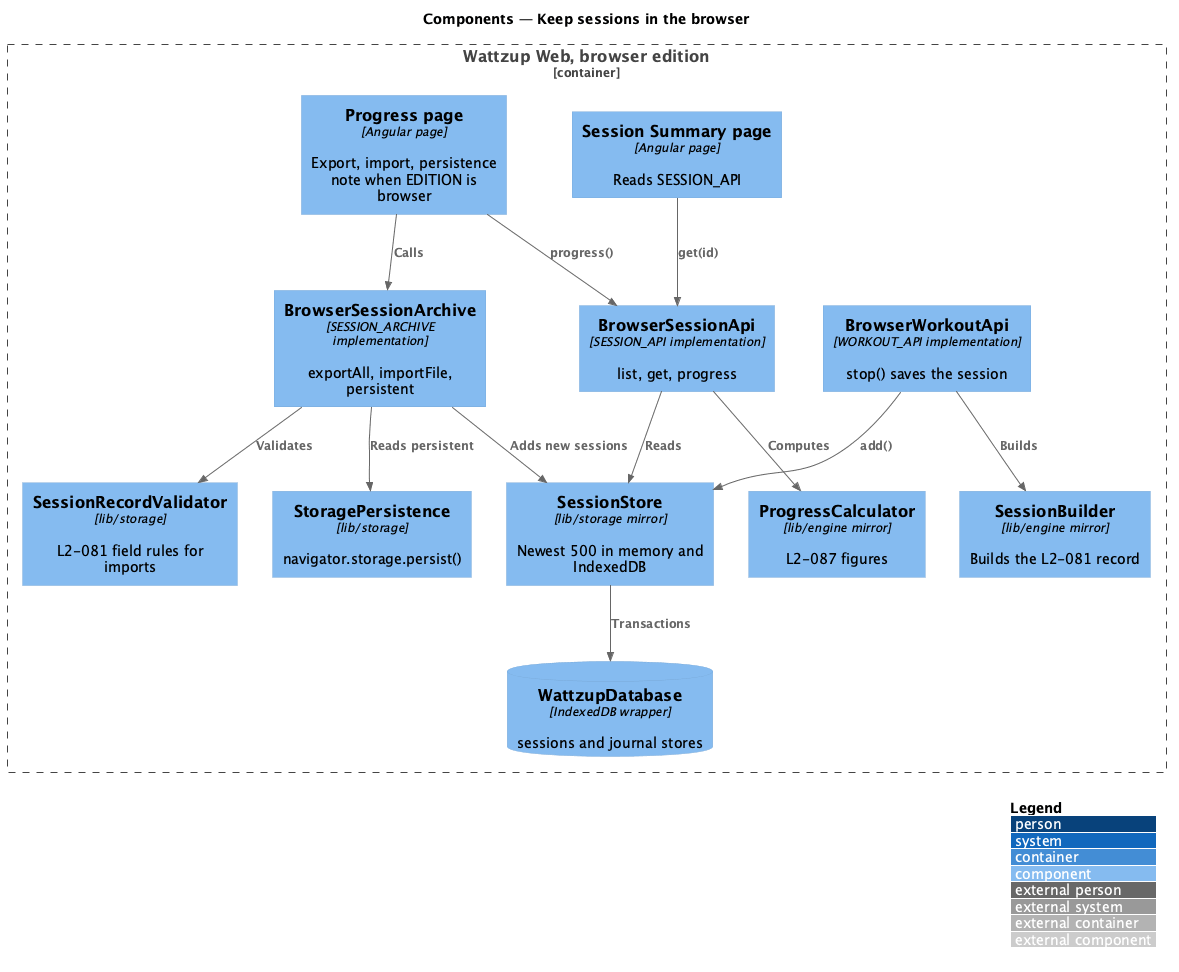 Components — Keep sessions in the browser
Wattzup Web, browser edition
[container]
Progress page
[Angular page]
Export, import, persistence
note when EDITION is
browser
Session Summary page
[Angular page]
Reads SESSION_API
Calls
progress()
get(id)
BrowserSessionArchive
[SESSION_ARCHIVE
implementation]
exportAll, importFile,
persistent
BrowserSessionApi
[SESSION_API implementation]
list, get, progress
BrowserWorkoutApi
[WORKOUT_API implementation]
stop() saves the session
Validates
Reads persistent
Adds new sessions
Reads
Computes
add()
Builds
SessionRecordValidator
[lib/storage]
L2-081 field rules for
imports
StoragePersistence
[lib/storage]
navigator.storage.persist()
SessionStore
[lib/storage mirror]
Newest 500 in memory and
IndexedDB
ProgressCalculator
[lib/engine mirror]
L2-087 figures
SessionBuilder
[lib/engine mirror]
Builds the L2-081 record
Transactions
WattzupDatabase
[IndexedDB wrapper]
sessions and journal stores
Legend
person
system
container
component
external person
external system
external container
external component